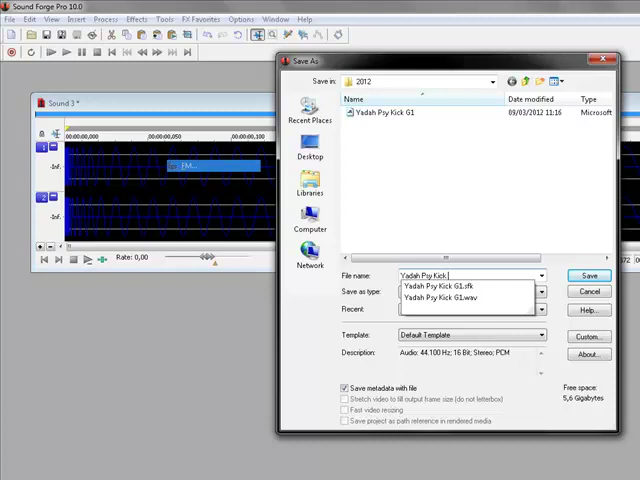 Sound Forge Pro 10.0
File Edit View Insert Process Effects Tools FX Favorites Options Window Help
Save As
Save in:
2012
Name Date modified Type
Yadah Psy Kick G1 09/03/2012 11:16 Microsoft
Recent Places
Desktop
Libraries
Computer
Network
Sound 3 *
00:00:00,000 00:00:00,050 00:00:00,100
1
-Inf.
FM...
2
-Inf.
Rate: 0,00
File name: Yadah Psy Kick
Yadah Psy Kick G1.sfk
Yadah Psy Kick G1.wav
Save as type:
Recent:
Save
Cancel
Help...
Template: Default Template
Custom...
Description: Audio: 44.100 Hz; 16 Bit; Stereo; PCM
About...
Save metadata with file
Stretch video to fill output frame size (do not letterbox)
Fast video resizing
Save project as path reference in rendered media
Free space:
5,6 Gigabytes